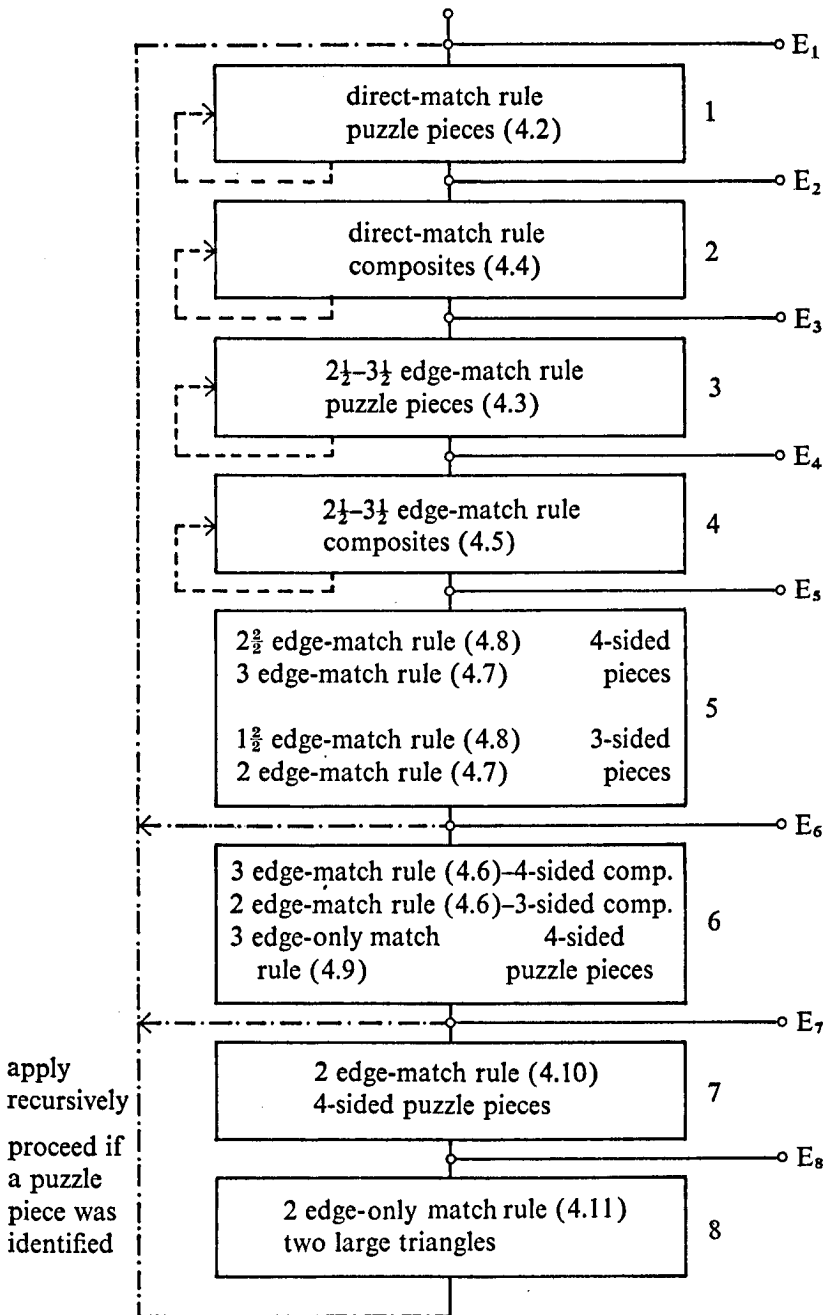 E₁
direct-match rule
puzzle pieces (4.2)
1
E₂
direct-match rule
composites (4.4)
2
E₃
2½–3½ edge-match rule
puzzle pieces (4.3)
3
E₄
2½–3½ edge-match rule
composites (4.5)
4
E₅
2 2/2 edge-match rule (4.8) 4-sided
3 edge-match rule (4.7) pieces
1 2/2 edge-match rule (4.8) 3-sided
2 edge-match rule (4.7) pieces
5
E₆
3 edge-match rule (4.6)–4-sided comp.
2 edge-match rule (4.6)–3-sided comp.
3 edge-only match 4-sided
rule (4.9) puzzle pieces
6
E₇
2 edge-match rule (4.10)
4-sided puzzle pieces
7
E₈
2 edge-only match rule (4.11)
two large triangles
8
apply
recursively
proceed if
a puzzle
piece was
identified